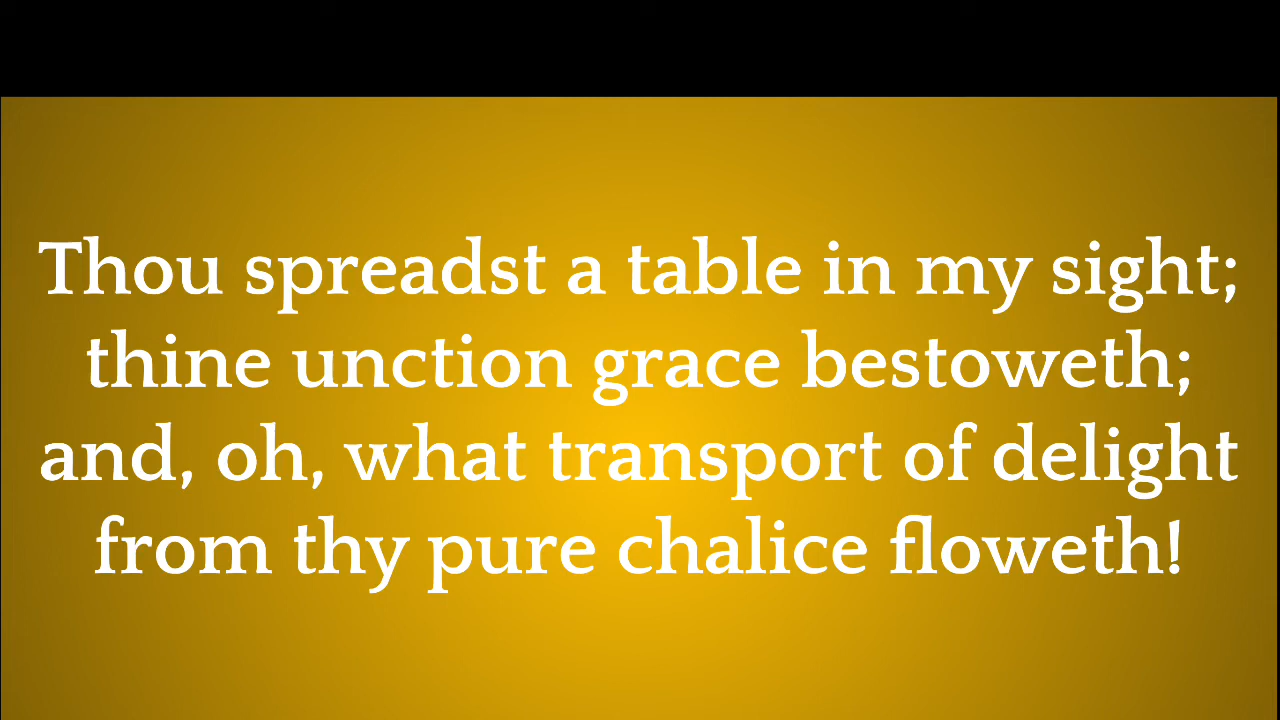 Thou spreadst a table in my sight;
thine unction grace bestoweth;
and, oh, what transport of delight
from thy pure chalice floweth!